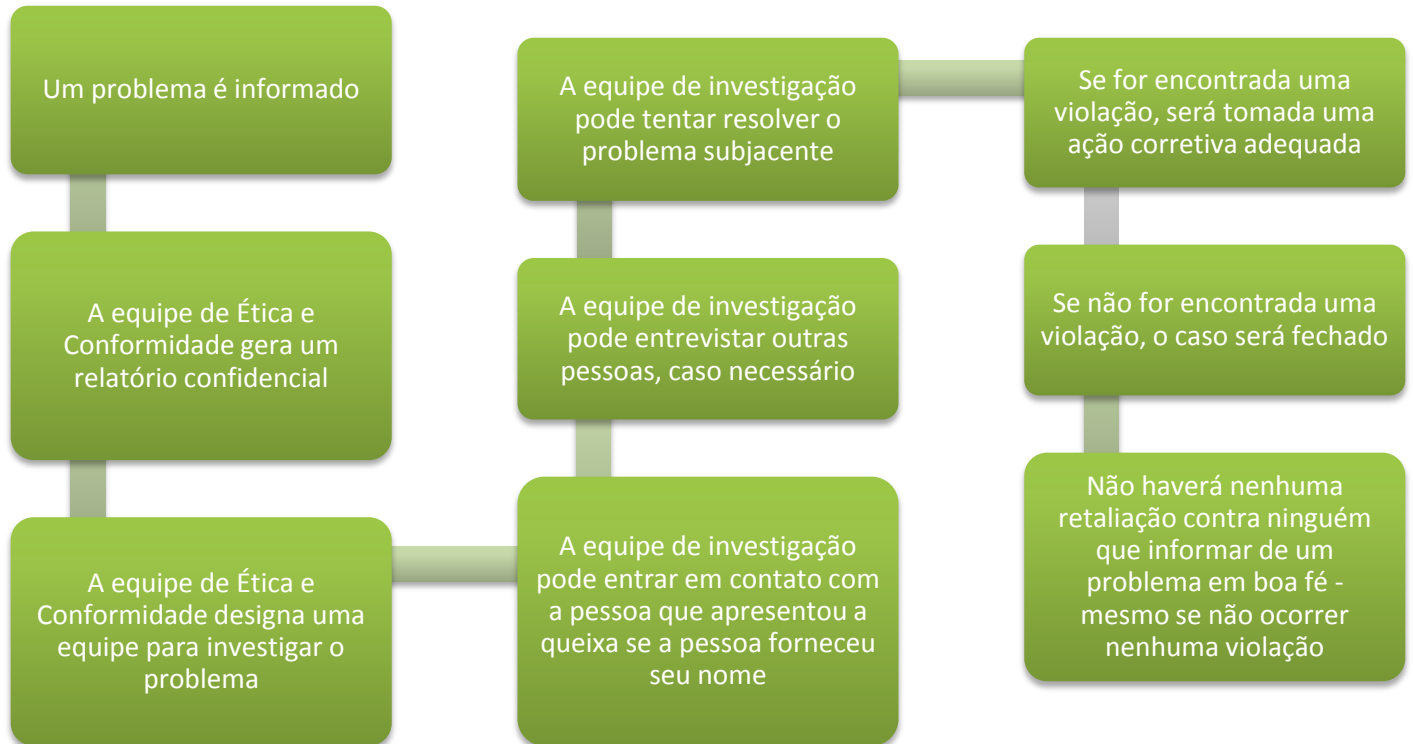 Um problema é informado
A equipe de Ética e
Conformidade gera um
relatório confidencial
A equipe de Ética e
Conformidade designa uma
equipe para investigar o
problema
A equipe de investigação
pode entrar em contato com
a pessoa que apresentou a
queixa se a pessoa forneceu
seu nome
A equipe de investigação
pode entrevistar outras
pessoas, caso necessário
A equipe de investigação
pode tentar resolver o
problema subjacente
Se for encontrada uma
violação, será tomada uma
ação corretiva adequada
Se não for encontrada uma
violação, o caso será fechado
Não haverá nenhuma
retaliação contra ninguém
que informar de um
problema em boa fé -
mesmo se não ocorrer
nenhuma violação